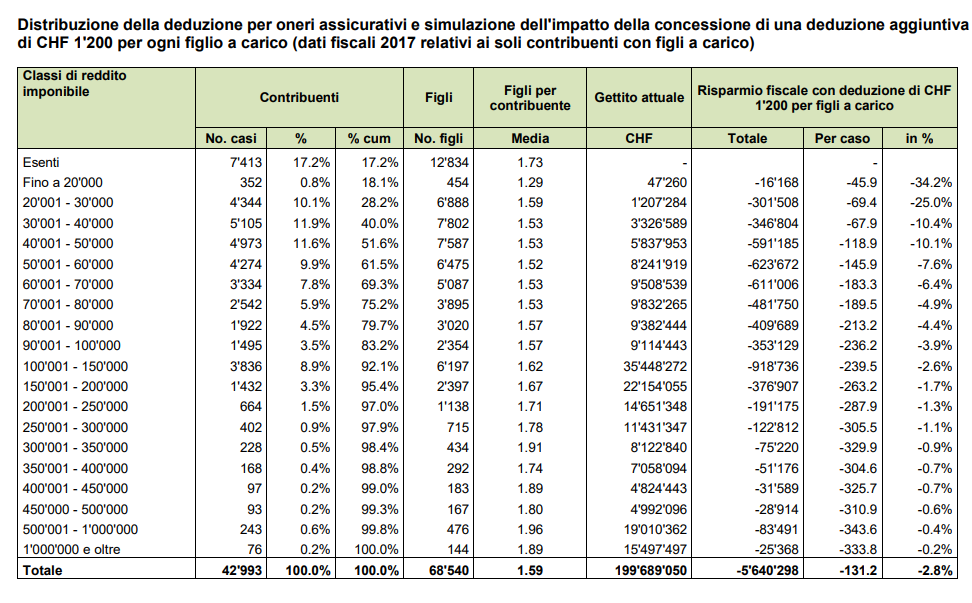 Distribuzione della deduzione per oneri assicurativi e simulazione dell'impatto della concessione di una deduzione aggiuntiva
di CHF 1'200 per ogni figlio a carico (dati fiscali 2017 relativi ai soli contribuenti con figli a carico)
Classi di reddito imponibile Contribuenti Figli Figli per contribuente Gettito attuale Risparmio fiscale con deduzione di CHF 1'200 per figli a carico
No. casi % % cum No. figli Media CHF Totale Per caso in %
Esenti 7'413 17.2% 17.2% 12'834 1.73 - -
Fino a 20'000 352 0.8% 18.1% 454 1.29 47'260 -16'168 -45.9 -34.2%
20'001 - 30'000 4'344 10.1% 28.2% 6'888 1.59 1'207'284 -301'508 -69.4 -25.0%
30'001 - 40'000 5'105 11.9% 40.0% 7'802 1.53 3'326'589 -346'804 -67.9 -10.4%
40'001 - 50'000 4'973 11.6% 51.6% 7'587 1.53 5'837'953 -591'185 -118.9 -10.1%
50'001 - 60'000 4'274 9.9% 61.5% 6'475 1.52 8'241'919 -623'672 -145.9 -7.6%
60'001 - 70'000 3'334 7.8% 69.3% 5'087 1.53 9'508'539 -611'006 -183.3 -6.4%
70'001 - 80'000 2'542 5.9% 75.2% 3'895 1.53 9'832'265 -481'750 -189.5 -4.9%
80'001 - 90'000 1'922 4.5% 79.7% 3'020 1.57 9'382'444 -409'689 -213.2 -4.4%
90'001 - 100'000 1'495 3.5% 83.2% 2'354 1.57 9'114'443 -353'129 -236.2 -3.9%
100'001 - 150'000 3'836 8.9% 92.1% 6'197 1.62 35'448'272 -918'736 -239.5 -2.6%
150'001 - 200'000 1'432 3.3% 95.4% 2'397 1.67 22'154'055 -376'907 -263.2 -1.7%
200'001 - 250'000 664 1.5% 97.0% 1'138 1.71 14'651'348 -191'175 -287.9 -1.3%
250'001 - 300'000 402 0.9% 97.9% 715 1.78 11'431'347 -122'812 -305.5 -1.1%
300'001 - 350'000 228 0.5% 98.4% 434 1.91 8'122'840 -75'220 -329.9 -0.9%
350'001 - 400'000 168 0.4% 98.8% 292 1.74 7'058'094 -51'176 -304.6 -0.7%
400'001 - 450'000 97 0.2% 99.0% 183 1.89 4'824'443 -31'589 -325.7 -0.7%
450'000 - 500'000 93 0.2% 99.3% 167 1.80 4'992'096 -28'914 -310.9 -0.6%
500'001 - 1'000'000 243 0.6% 99.8% 476 1.96 19'010'362 -83'491 -343.6 -0.4%
1'000'000 e oltre 76 0.2% 100.0% 144 1.89 15'497'497 -25'368 -333.8 -0.2%
Totale 42'993 100.0% 100.0% 68'540 1.59 199'689'050 -5'640'298 -131.2 -2.8%